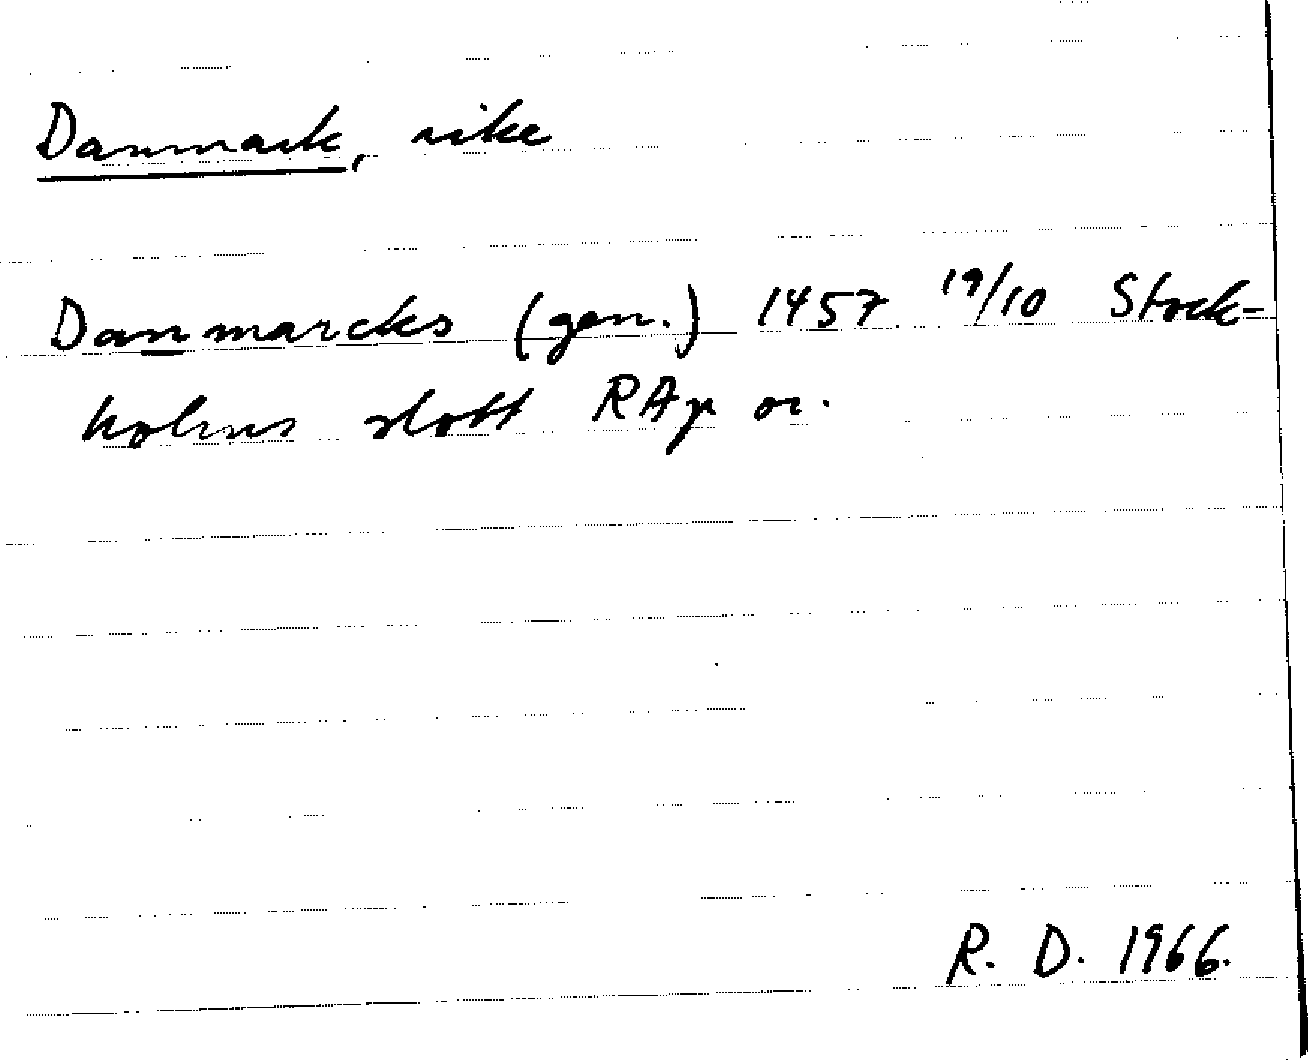 Danmark, rike
Danmarcks (gen.) 1457 19/10 Stock-
holms slott RAp or.
R. D. 1966.